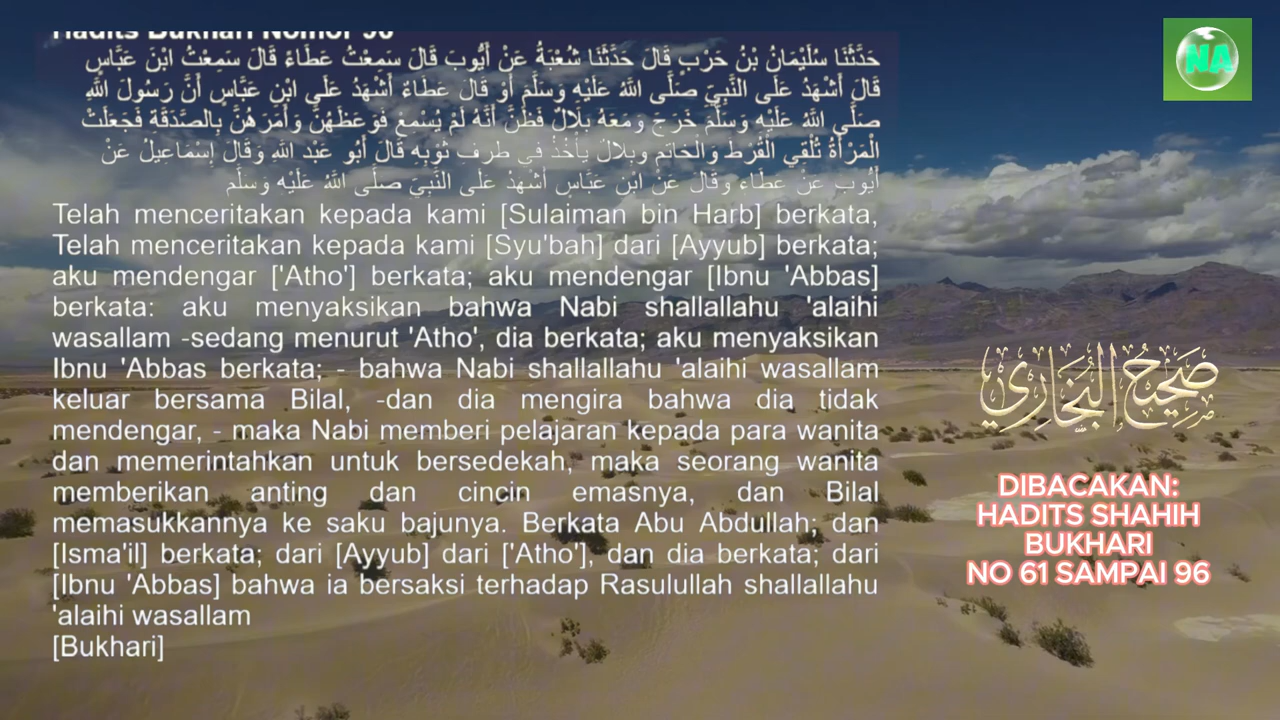 Hadits Bukhari Nomor 96
حَدَّثَنَا سُلَيْمَانُ بْنُ حَرْبٍ قَالَ حَدَّثَنَا شُعْبَةُ عَنْ أَيُّوبَ قَالَ سَمِعْتُ عَطَاءً قَالَ سَمِعْتُ ابْنَ عَبَّاسٍ
قَالَ أَشْهَدُ عَلَى النَّبِيِّ صَلَّى اللَّهُ عَلَيْهِ وَسَلَّمَ أَوْ قَالَ عَطَاءٌ أَشْهَدُ عَلَى ابْنِ عَبَّاسٍ أَنَّ رَسُولَ اللَّهِ
صَلَّى اللَّهُ عَلَيْهِ وَسَلَّمَ خَرَجَ وَمَعَهُ بِلَالٌ فَظَنَّ أَنَّهُ لَمْ يُسْمِعْ فَوَعَظَهُنَّ وَأَمَرَهُنَّ بِالصَّدَقَةِ فَجَعَلَتْ
الْمَرْأَةُ تُلْقِي الْقُرْطَ وَالْخَاتَمَ وَبِلَالٌ يَأْخُذُ فِي طَرَفِ ثَوْبِهِ قَالَ أَبُو عَبْد اللَّهِ وَقَالَ إِسْمَاعِيلُ عَنْ
أَيُّوبَ عَنْ عَطَاءٍ وَقَالَ عَنْ ابْنِ عَبَّاسٍ أَشْهَدُ عَلَى النَّبِيِّ صَلَّى اللَّهُ عَلَيْهِ وَسَلَّمَ
Telah menceritakan kepada kami [Sulaiman bin Harb] berkata,
Telah menceritakan kepada kami [Syu'bah] dari [Ayyub] berkata;
aku mendengar ['Atho'] berkata; aku mendengar [Ibnu 'Abbas]
berkata: aku menyaksikan bahwa Nabi shallallahu 'alaihi
wasallam -sedang menurut 'Atho', dia berkata; aku menyaksikan
Ibnu 'Abbas berkata; - bahwa Nabi shallallahu 'alaihi wasallam
keluar bersama Bilal, -dan dia mengira bahwa dia tidak
mendengar, - maka Nabi memberi pelajaran kepada para wanita
dan memerintahkan untuk bersedekah, maka seorang wanita
memberikan anting dan cincin emasnya, dan Bilal
memasukkannya ke saku bajunya. Berkata Abu Abdullah; dan
[Isma'il] berkata; dari [Ayyub] dari ['Atho'], dan dia berkata; dari
[Ibnu 'Abbas] bahwa ia bersaksi terhadap Rasulullah shallallahu
'alaihi wasallam
[Bukhari]
NA
صَحِيحُ الْبُخَارِيِّ
DIBACAKAN:
HADITS SHAHIH
BUKHARI
NO 61 SAMPAI 96